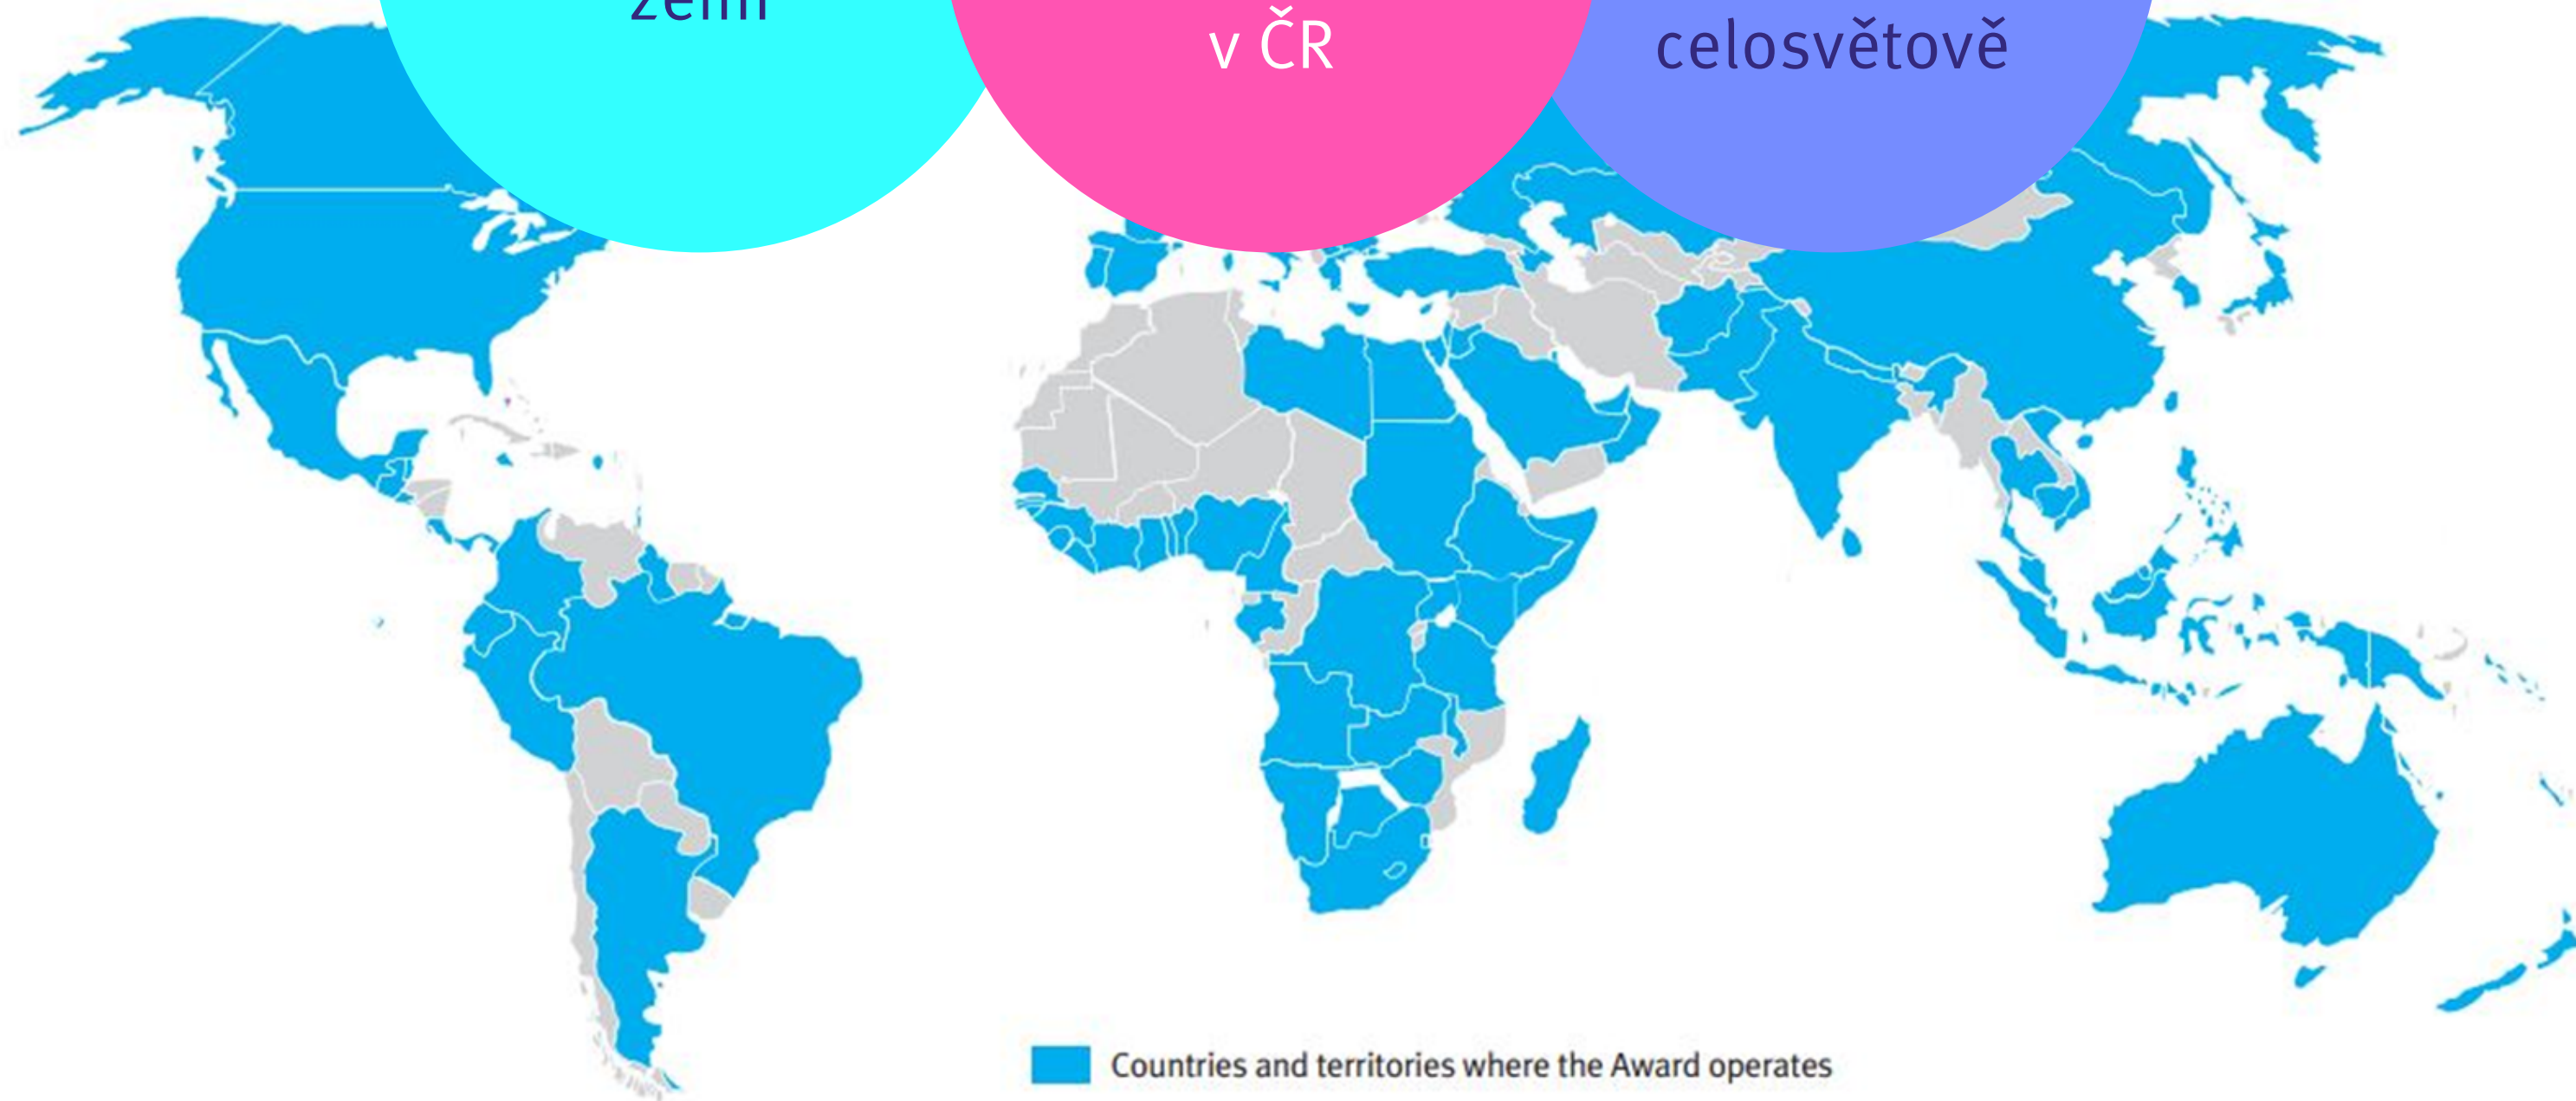 zemí
v ČR
celosvětově
Countries and territories where the Award operates